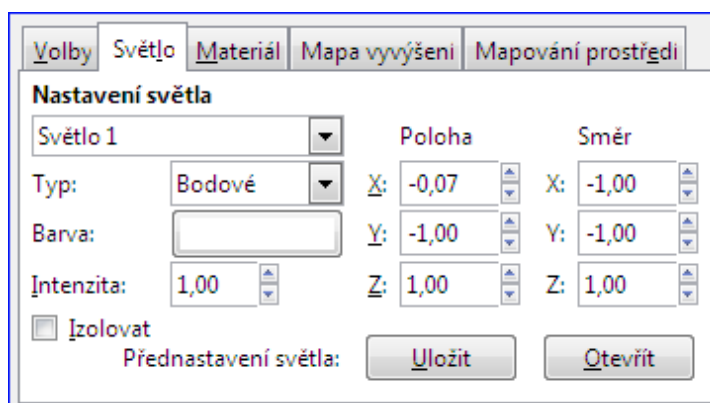 Volby Světlo Materiál Mapa vyvýšeni Mapování prostředi
Nastavení světla
Světlo 1 Poloha Směr
Typ: Bodové X: -0,07 X: -1,00
Barva: Y: -1,00 Y: -1,00
Intenzita: 1,00 Z: 1,00 Z: 1,00
Izolovat
Přednastavení světla: Uložit Otevřít